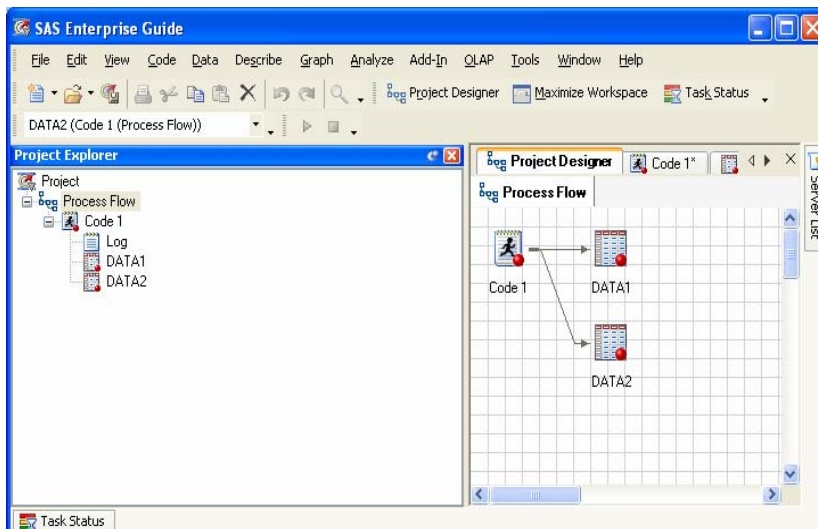 SAS Enterprise Guide
File Edit View Code Data Describe Graph Analyze Add-In OLAP Tools Window Help
Project Designer Maximize Workspace Task Status
DATA2 (Code 1 (Process Flow))
Project Explorer
Project
Process Flow
Code 1
Log
DATA1
DATA2
Project Designer Code 1*
Process Flow
Code 1 DATA1
DATA2
Server List
Task Status